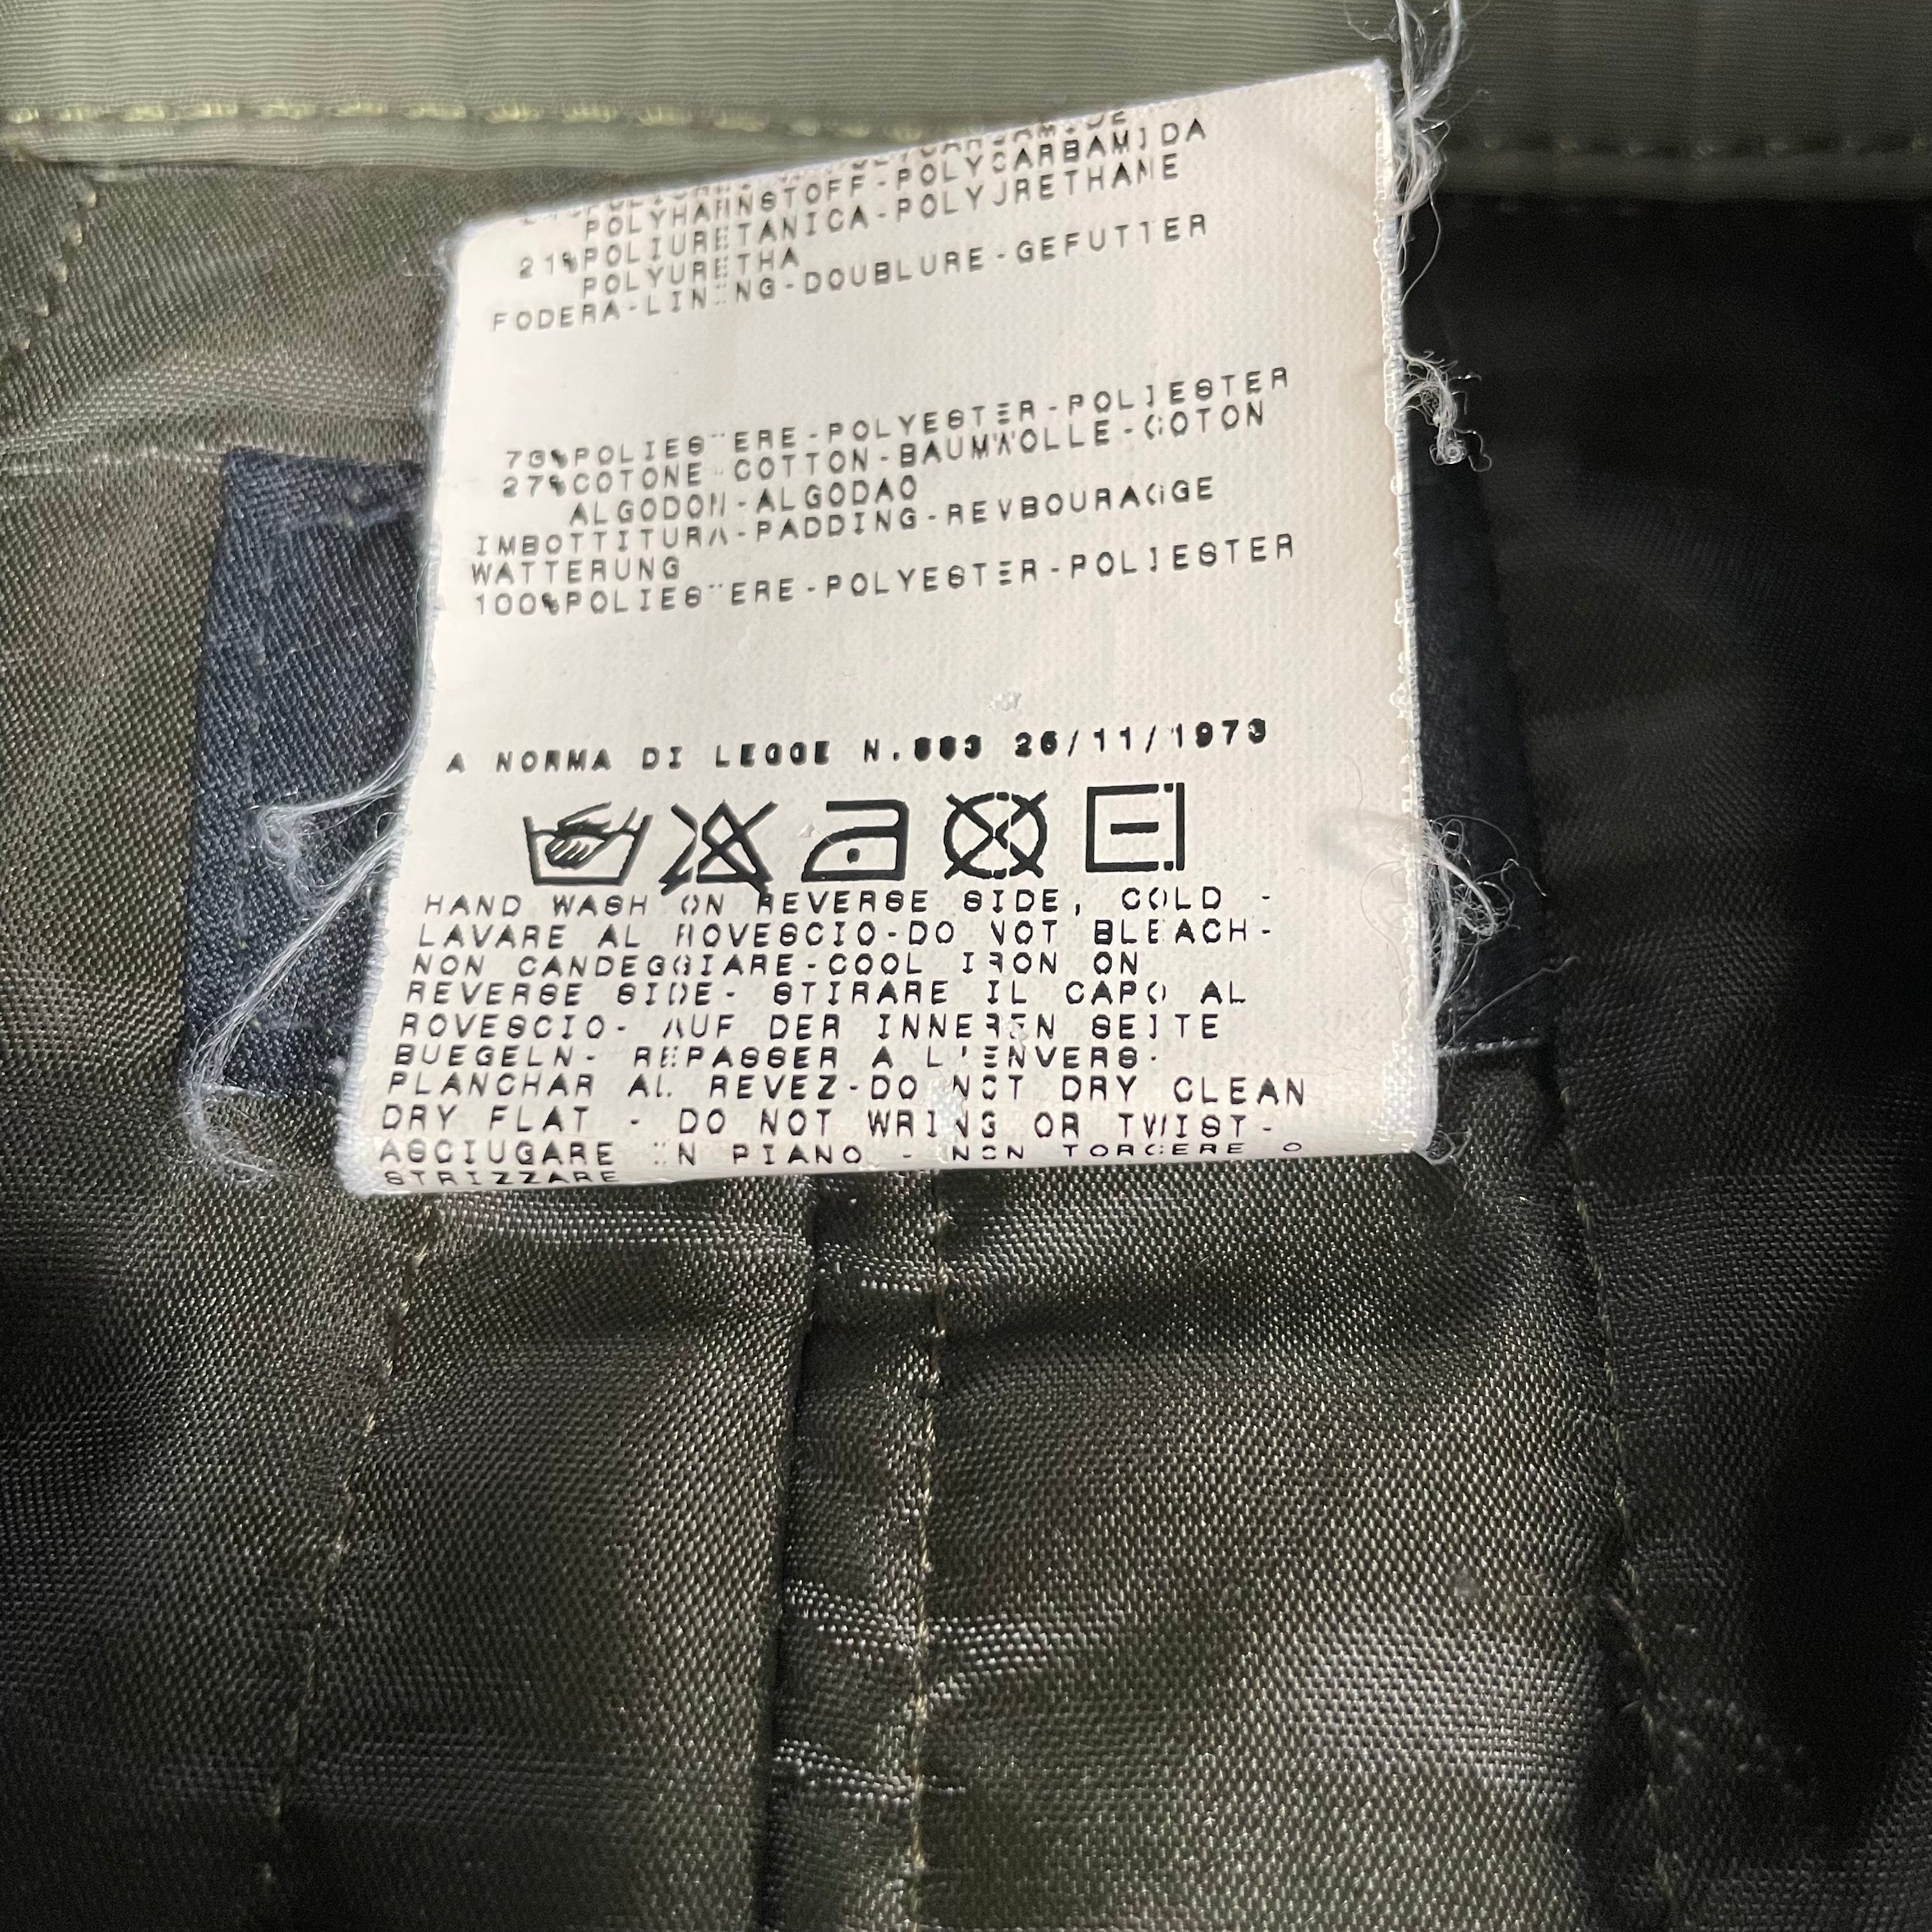 POLYHARNSTOFF-POLYCARBAMIDA
21%POLIURETANICA-POLYURETHANE
POLYURETHA
FODERA-LINING-DOUBLURE-GEFUTTER
73%POLIESTERE-POLYESTER-POLIESTER
27%COTONE-COTTON-BAUMWOLLE-COTON
ALGODON-ALGODAO
IMBOTTITURA-PADDING-REVBOURAGGE
WATTERUNG
100%POLIESTERE-POLYESTER-POLIESTER
A NORMA DI LEGGE N.883 26/11/1973
HAND WASH ON REVERSE SIDE, COLD -
LAVARE AL ROVESCIO-DO NOT BLEACH-
NON CANDEGGIARE-COOL IRON ON
REVERSE SIDE- STIRARE IL CAPO AL
ROVESCIO- AUF DER INNEREN SEITE
BUEGELN- REPASSER A L'ENVERS-
PLANCHAR AL REVEZ-DO NOT DRY CLEAN
DRY FLAT - DO NOT WRING OR TWIST-
ASCIUGARE IN PIANO - NON TORCERE O
STRIZZARE